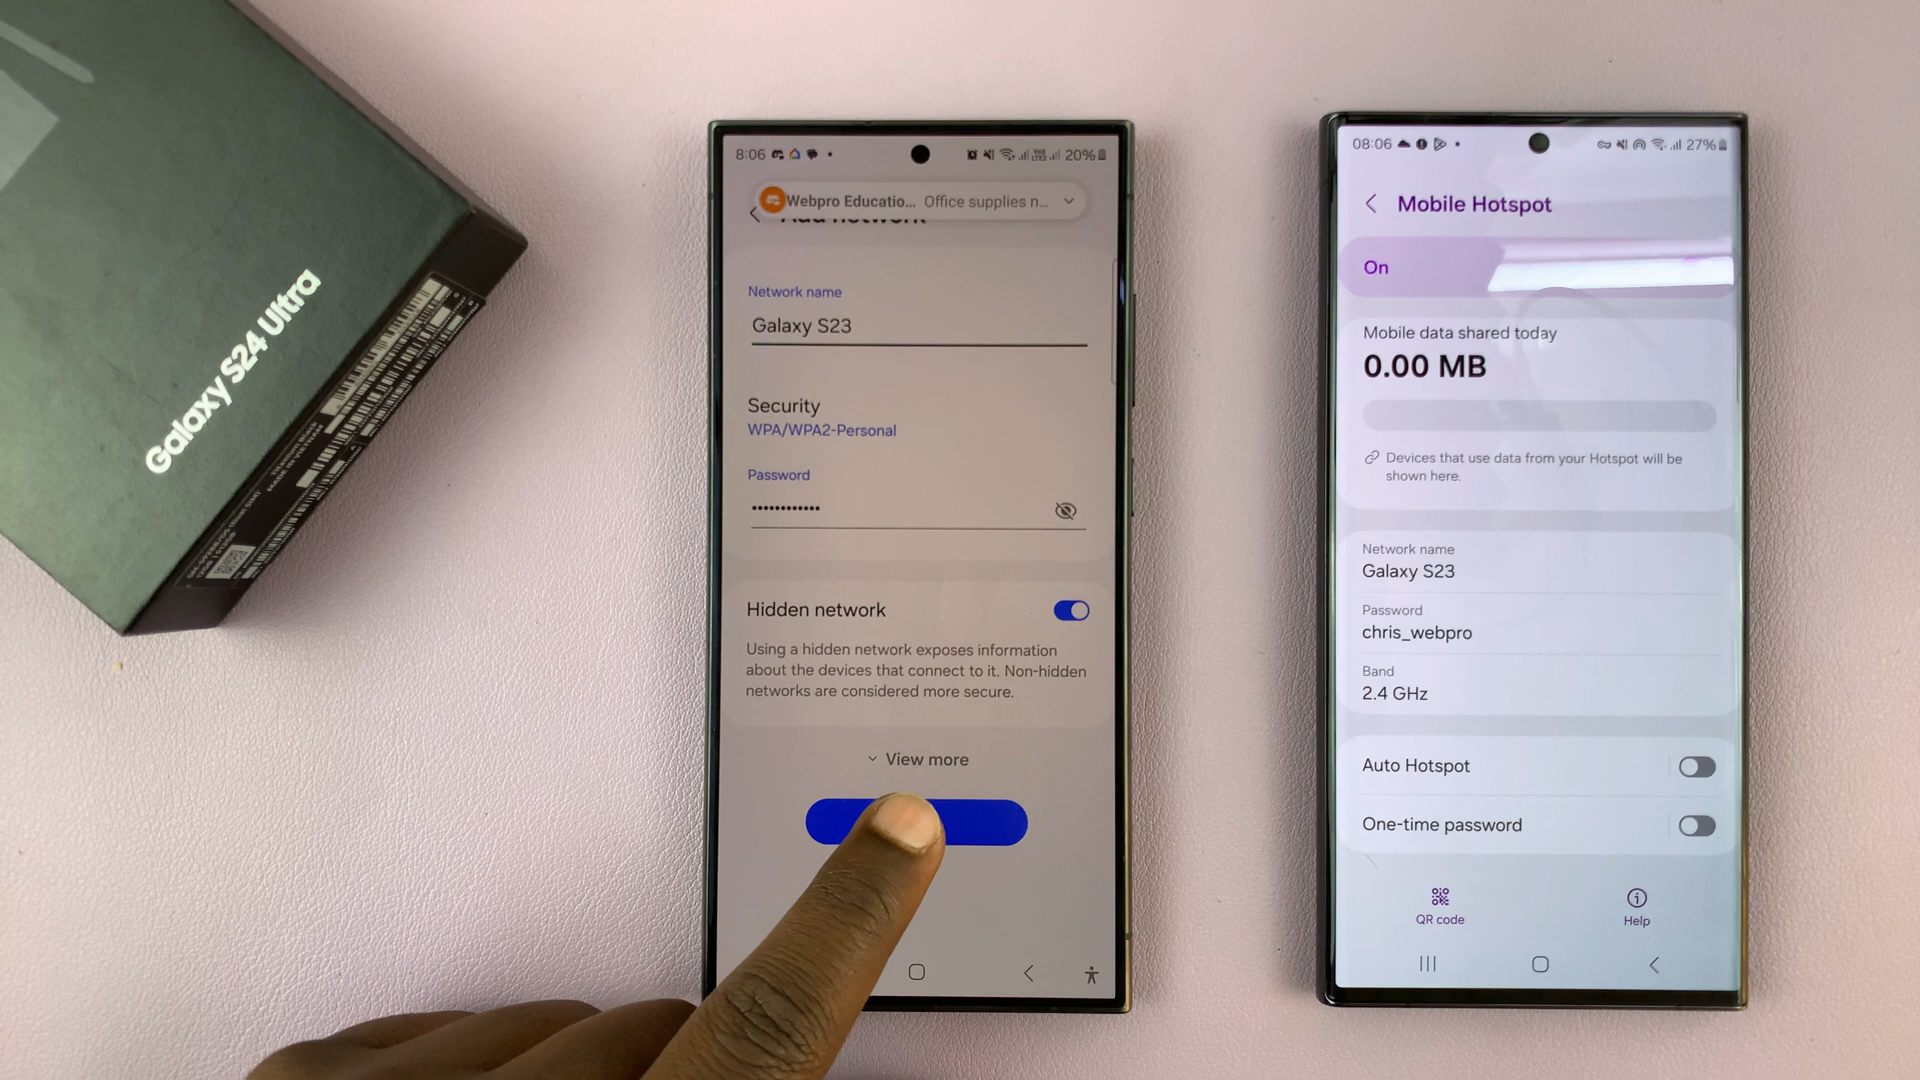 Galaxy S24 Ultra
MADE IN VIETNAM
8:06
20%
Webpro Educatio... Office supplies n...
Add network
Network name
Galaxy S23
Security
WPA/WPA2-Personal
Password
••••••••••••
Hidden network
Using a hidden network exposes information
about the devices that connect to it. Non-hidden
networks are considered more secure.
View more
08:06
27%
Mobile Hotspot
On
Mobile data shared today
0.00 MB
Devices that use data from your Hotspot will be
shown here.
Network name
Galaxy S23
Password
chris_webpro
Band
2.4 GHz
Auto Hotspot
One-time password
QR code
Help